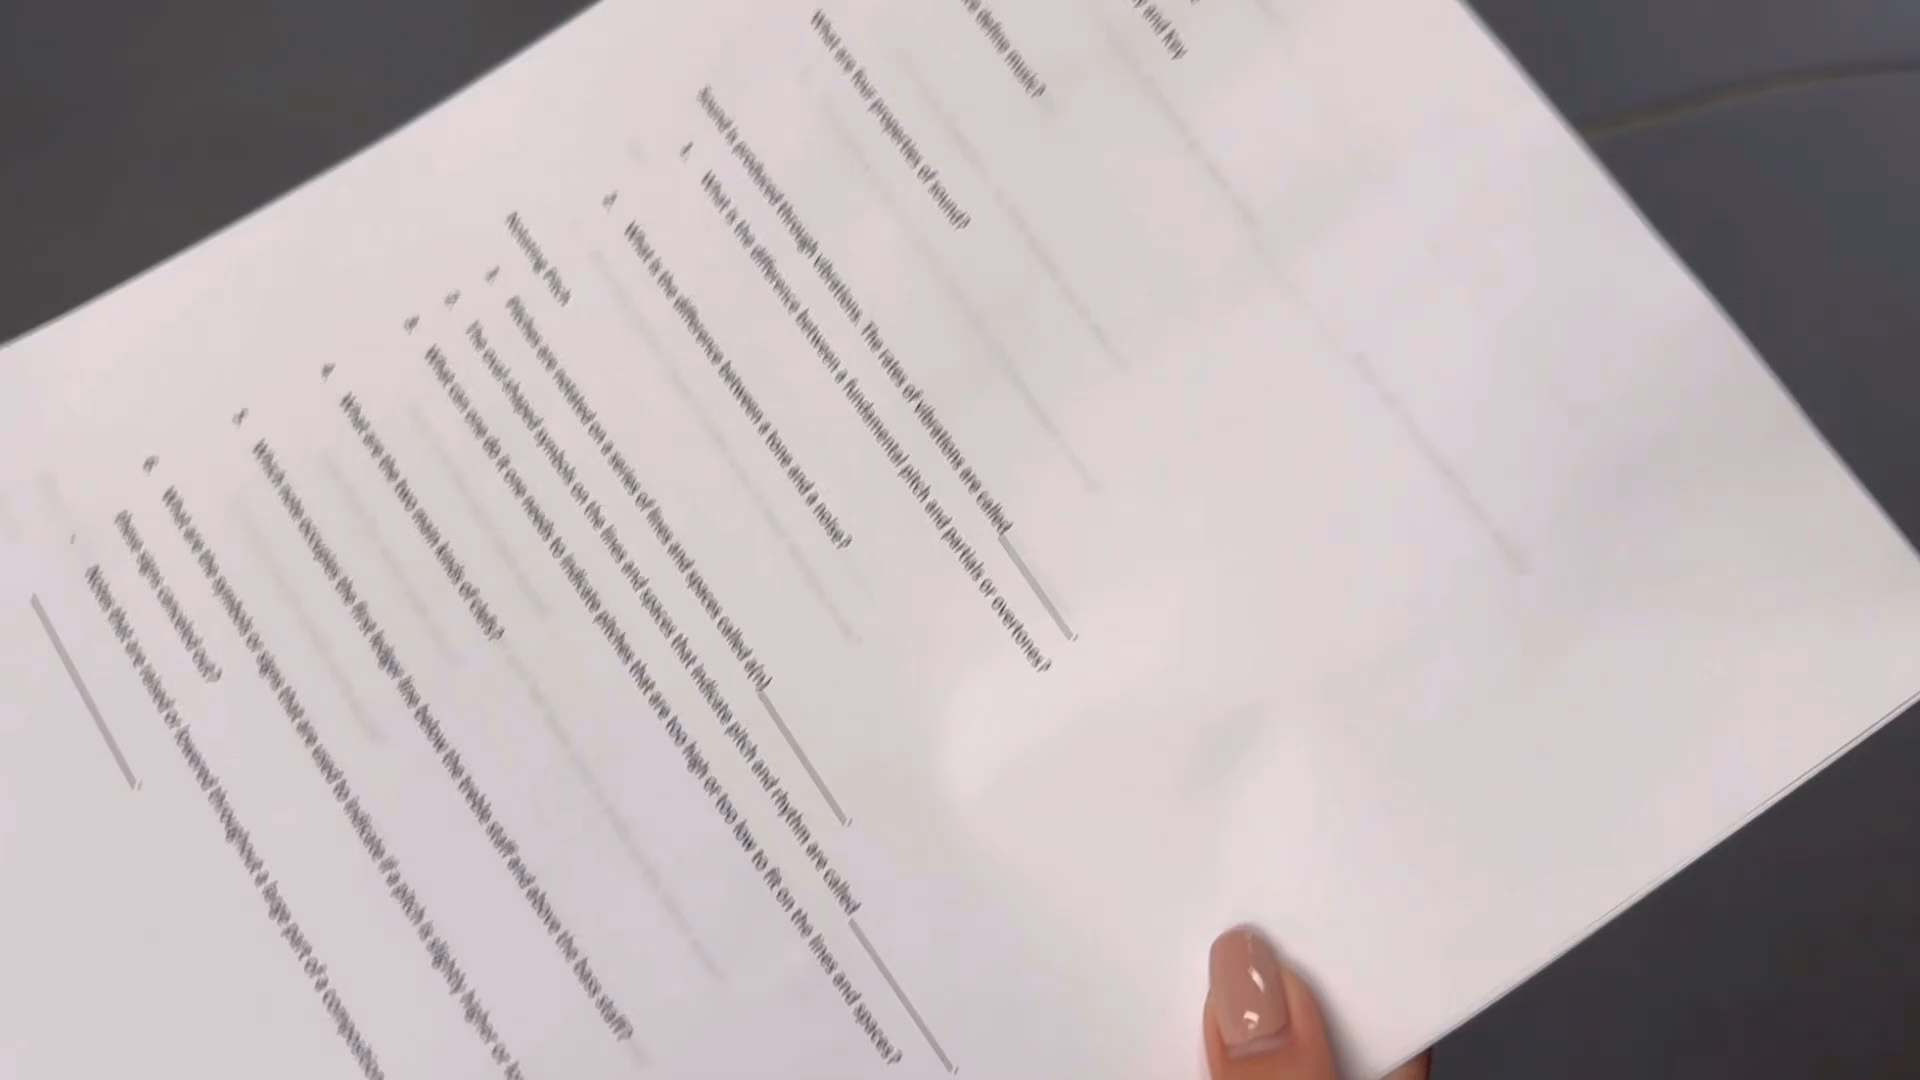 y and Key
define music?
What are four properties of sound?
Sound is produced through vibrations. The rates of vibrations are called
What is the difference between a fundamental pitch and partials or overtones?
What is the difference between a tone and a noise?
Notating Pitch
Pitches are notated on a series of lines and spaces called a(n)
The oval-shaped symbols on the lines and spaces that indicate pitch and rhythm are called
What can one do if one needs to indicate pitches that are too high or too low to fit on the lines and spaces?
What are the two main kinds of clefs?
Which note occupies the first ledger line below the treble staff and above the bass staff?
What are the symbols or signs that are used to indicate if a pitch is slightly higher or
these signs canceled out?
Notes that are raised or lowered throughout a large part of a composition